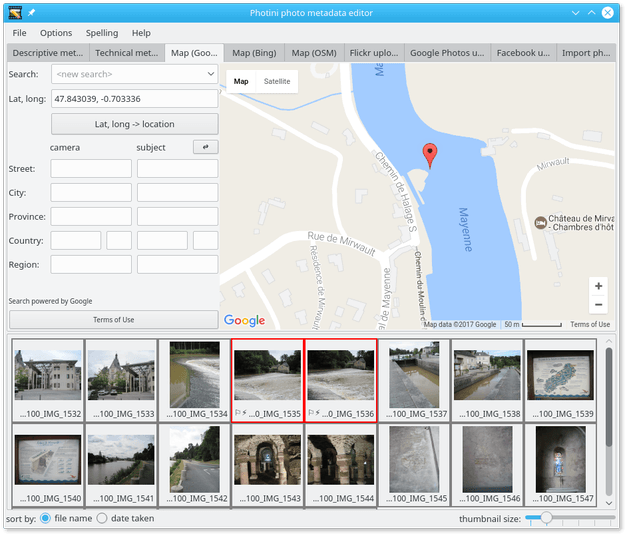 Photini photo metadata editor
File Options Spelling Help
Descriptive met... Technical met... Map (Goo... Map (Bing) Map (OSM) Flickr uplo... Google Photos u... Facebook u... Import ph...
Search: <new search>
Lat, long: 47.843039, -0.703336
Lat, long -> location
camera subject
Street:
City:
Province:
Country:
Region:
Search powered by Google
Terms of Use
Map Satellite
Ma
Chemin de Halage S
Mirwault
Mayenne
Château de Mirva
- Chambres d'hôt
Rue de Mirwault
Résidence de Mirwault
al de Mayenne
Chemin du Moulin d
+
−
Google
Map data ©2017 Google 50 m Terms of Use
...100_IMG_1532 ...100_IMG_1533 ...100_IMG_1534 ...0_IMG_1535 ...0_IMG_1536 ...100_IMG_1537 ...100_IMG_1538 ...100_IMG_1539
...100_IMG_1540 ...100_IMG_1541 ...100_IMG_1542 ...100_IMG_1543 ...100_IMG_1544 ...100_IMG_1545 ...100_IMG_1546 ...100_IMG_1547
sort by: file name date taken thumbnail size: